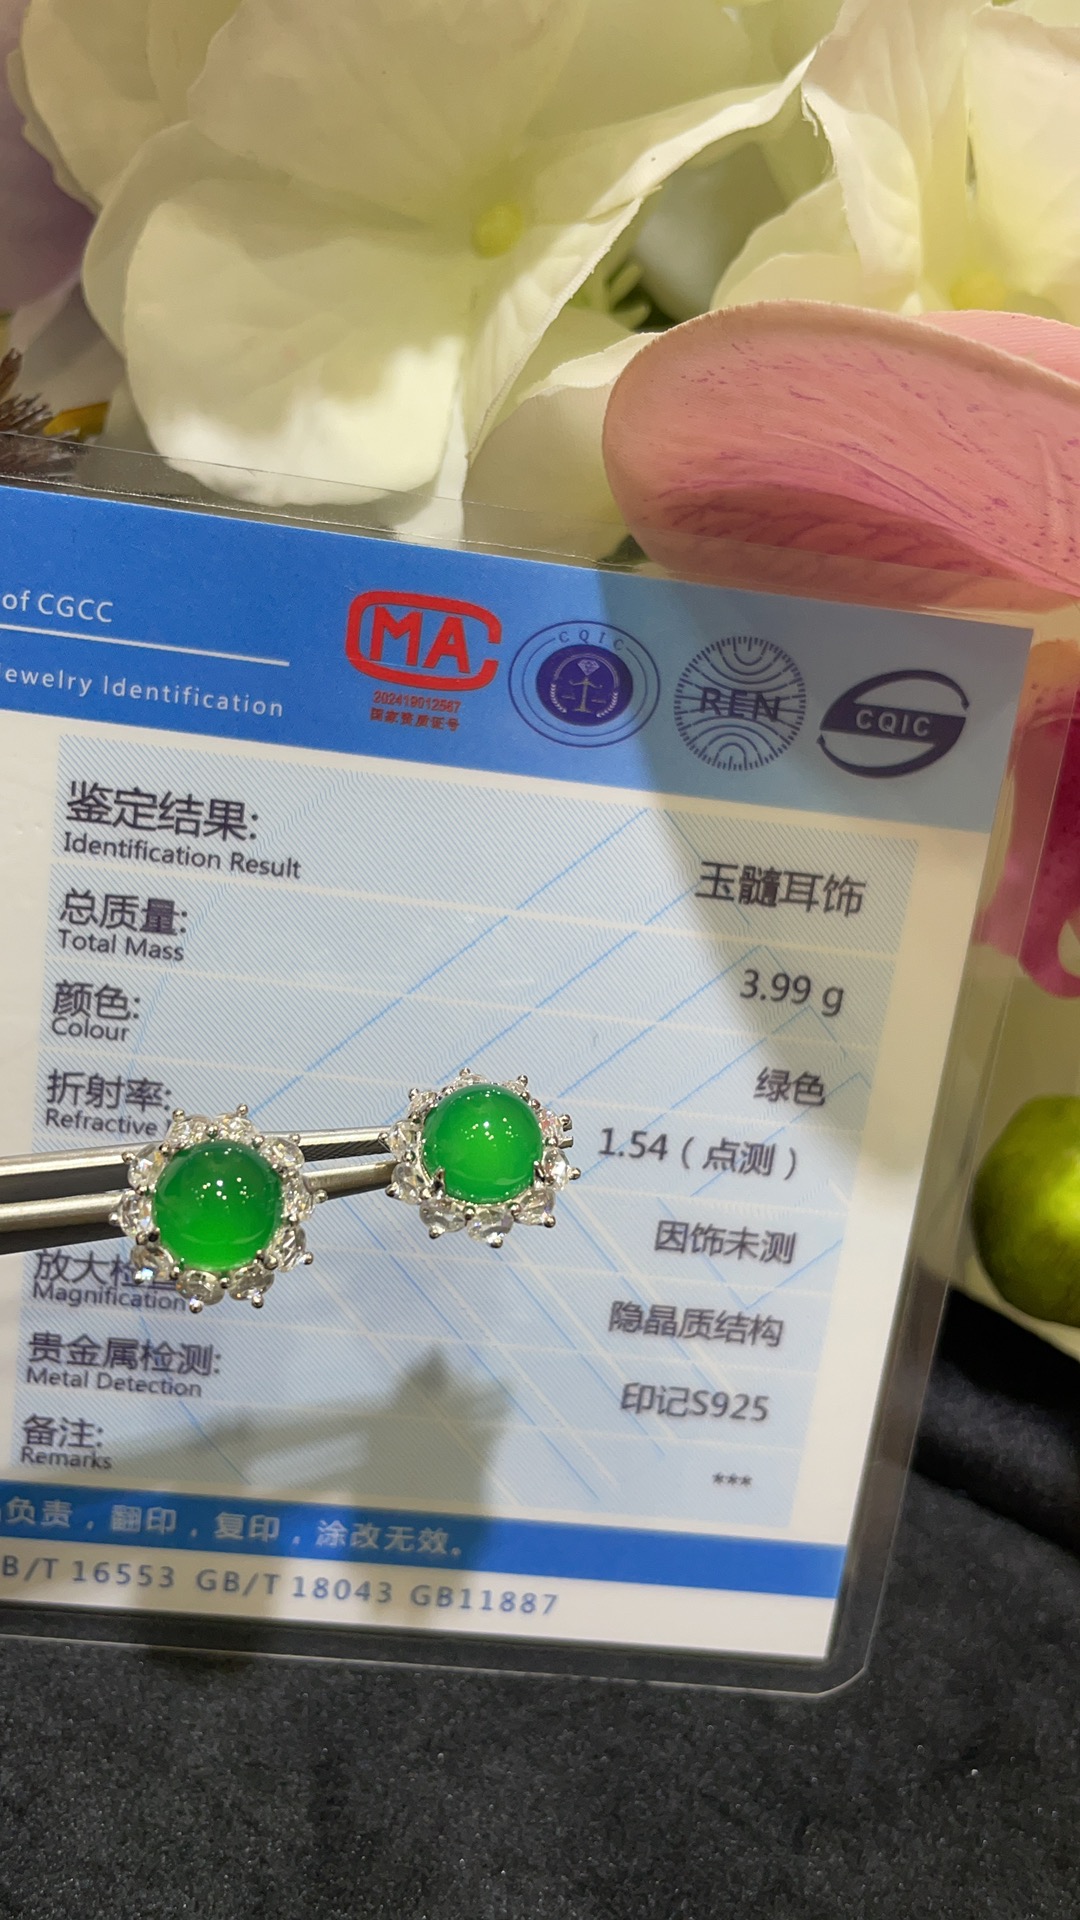 of CGCC
MA
CQIC
REN
CQIC
ewelry Identification
202419012567
国家资质证号
鉴定结果:
Identification Result
玉髓耳饰
总质量:
Total Mass
3.99 g
颜色:
Colour
绿色
折射率:
Refractive
1.54（点测）
因饰未测
放大检
Magnification
隐晶质结构
贵金属检测:
Metal Detection
印记S925
备注:
Remarks
***
负责，翻印，复印，涂改无效。
B/T 16553 GB/T 18043 GB11887